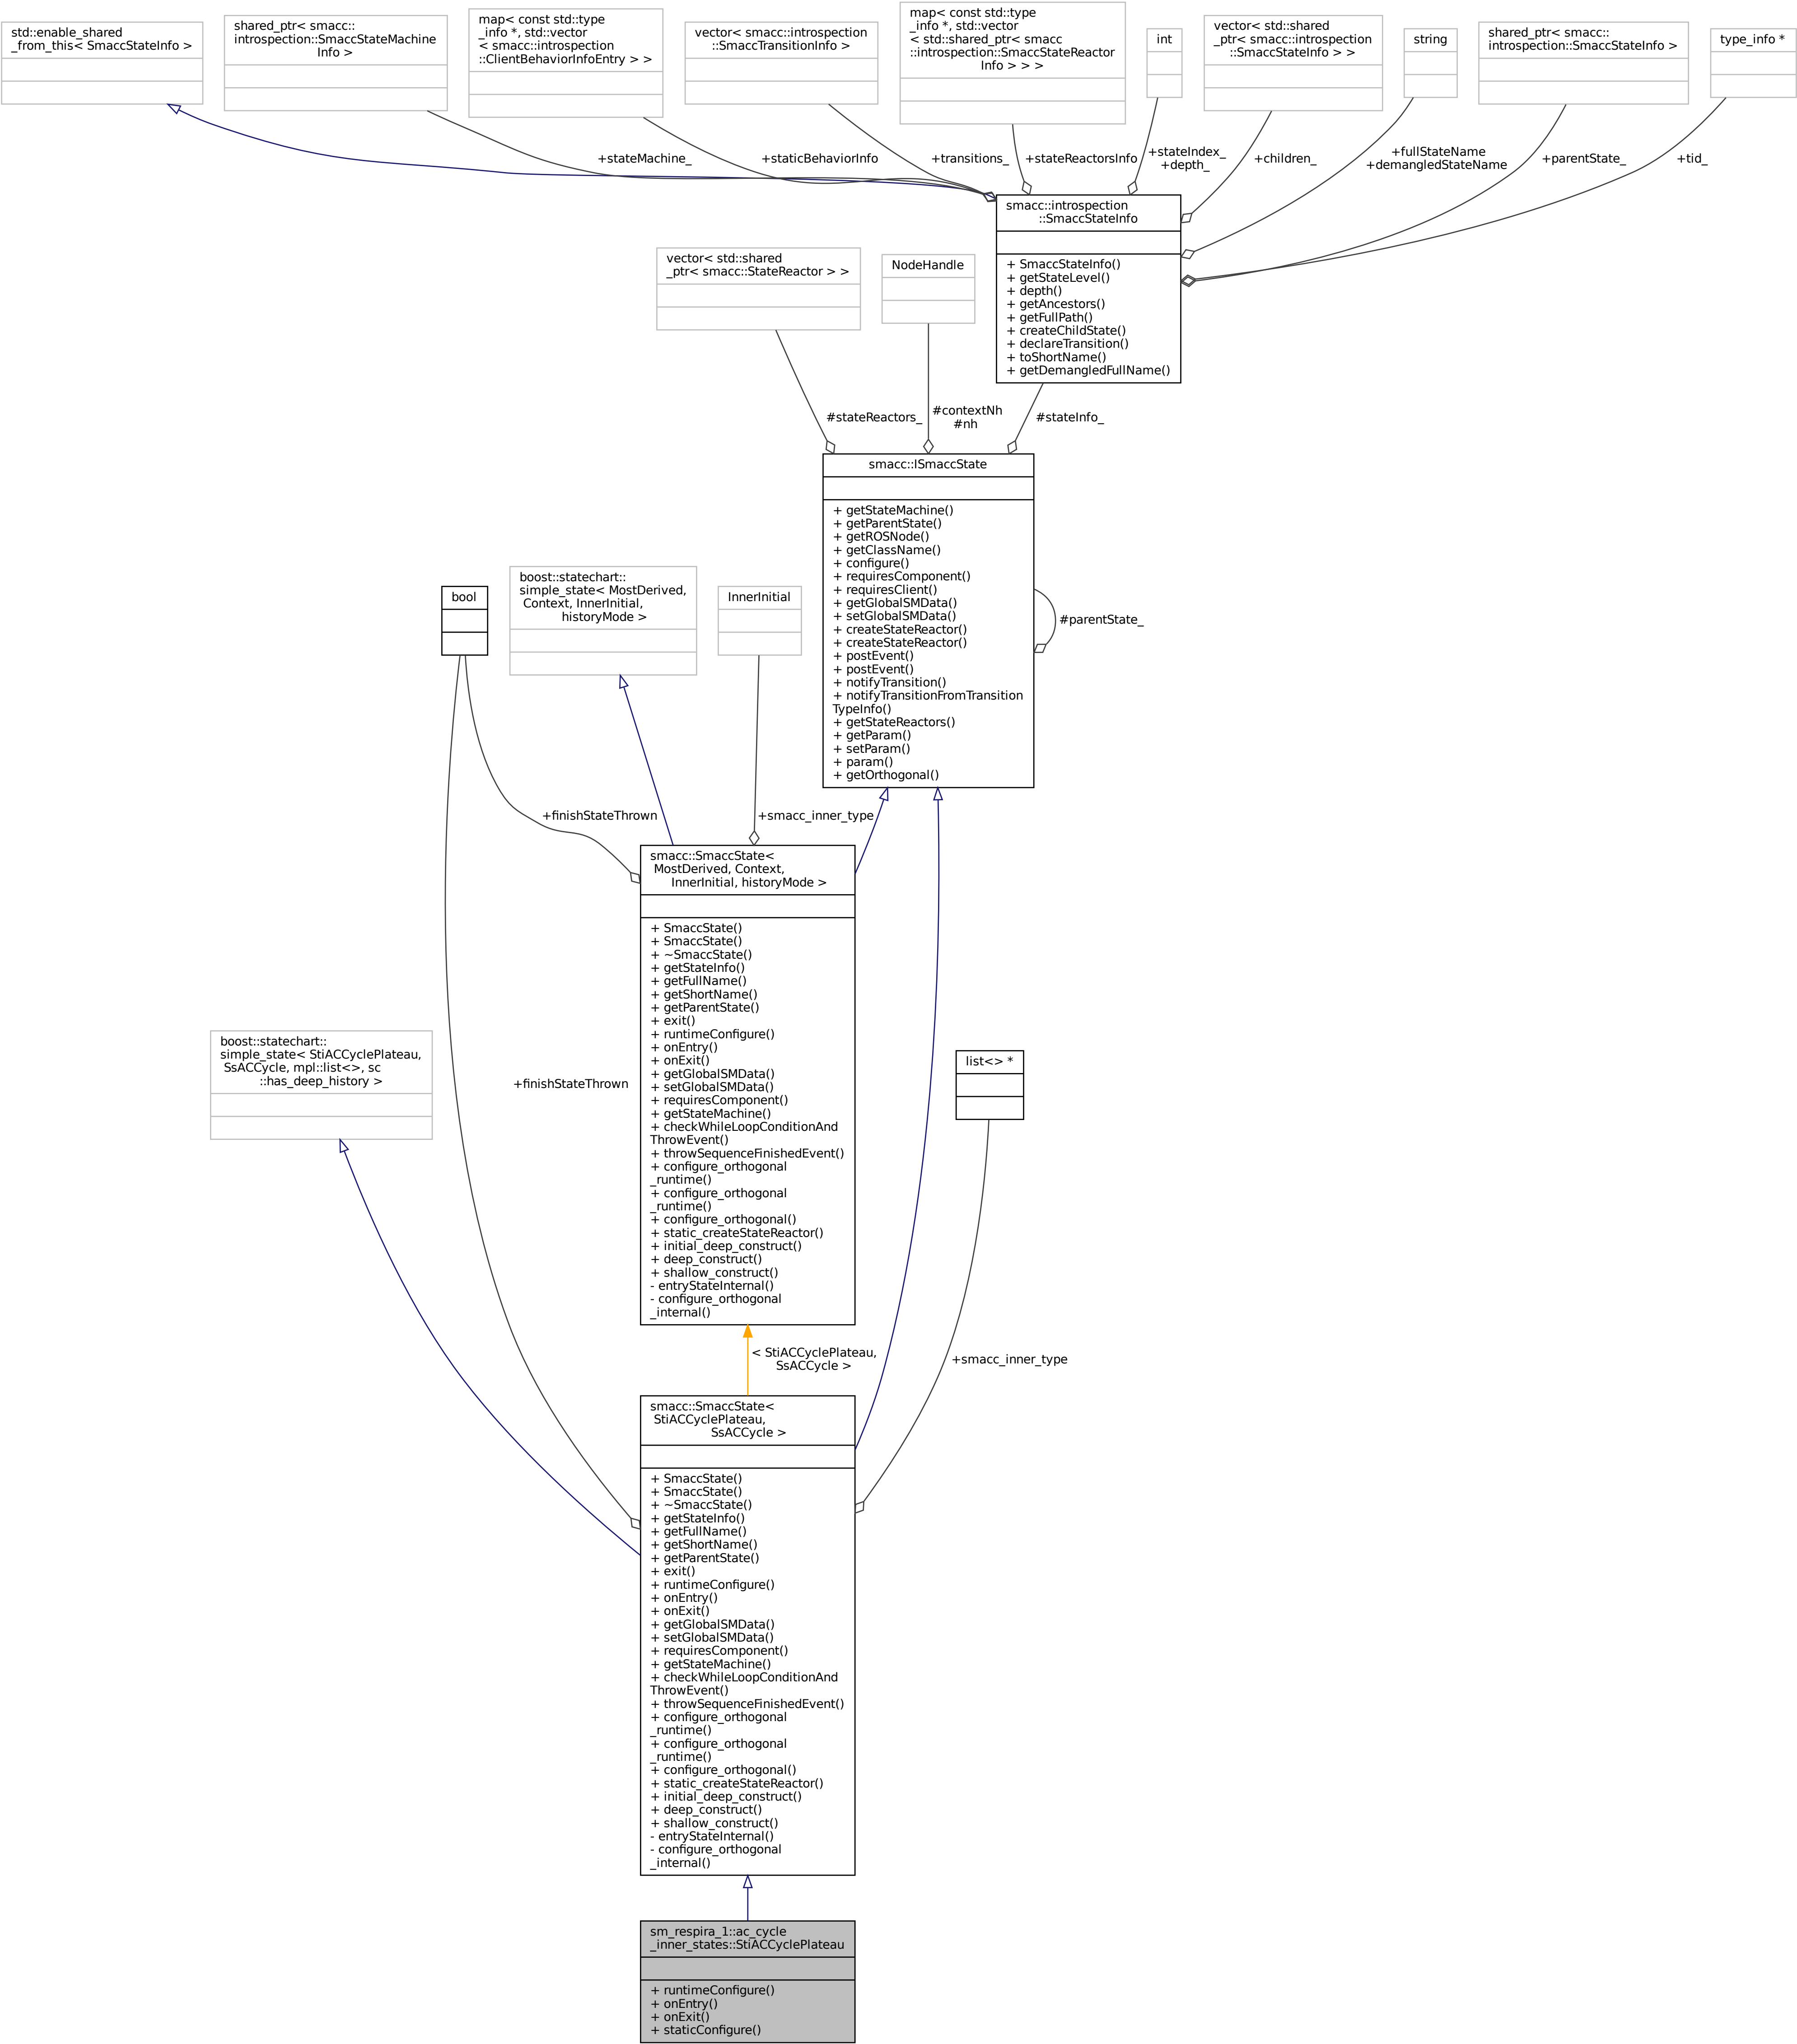 std::enable_shared
_from_this< SmaccStateInfo >
shared_ptr< smacc::
introspection::SmaccStateMachine
Info >
map< const std::type
_info *, std::vector
< smacc::introspection
::ClientBehaviorInfoEntry > >
vector< smacc::introspection
::SmaccTransitionInfo >
map< const std::type
_info *, std::vector
< std::shared_ptr< smacc
::introspection::SmaccStateReactor
Info > > >
int
vector< std::shared
_ptr< smacc::introspection
::SmaccStateInfo > >
string
shared_ptr< smacc::
introspection::SmaccStateInfo >
type_info *
+stateMachine_
+staticBehaviorInfo
+transitions_
+stateReactorsInfo
+stateIndex_
+depth_
+children_
+fullStateName
+demangledStateName
+parentState_
+tid_
smacc::introspection
::SmaccStateInfo
+ SmaccStateInfo()
+ getStateLevel()
+ depth()
+ getAncestors()
+ getFullPath()
+ createChildState()
+ declareTransition()
+ toShortName()
+ getDemangledFullName()
vector< std::shared
_ptr< smacc::StateReactor > >
NodeHandle
#stateReactors_
#contextNh
#nh
#stateInfo_
smacc::ISmaccState
+ getStateMachine()
+ getParentState()
+ getROSNode()
+ getClassName()
+ configure()
+ requiresComponent()
+ requiresClient()
+ getGlobalSMData()
+ setGlobalSMData()
+ createStateReactor()
+ createStateReactor()
+ postEvent()
+ postEvent()
+ notifyTransition()
+ notifyTransitionFromTransition
TypeInfo()
+ getStateReactors()
+ getParam()
+ setParam()
+ param()
+ getOrthogonal()
#parentState_
bool
boost::statechart::
simple_state< MostDerived,
Context, InnerInitial,
historyMode >
InnerInitial
+finishStateThrown
+smacc_inner_type
smacc::SmaccState<
MostDerived, Context,
InnerInitial, historyMode >
+ SmaccState()
+ SmaccState()
+ ~SmaccState()
+ getStateInfo()
+ getFullName()
+ getShortName()
+ getParentState()
+ exit()
+ runtimeConfigure()
+ onEntry()
+ onExit()
+ getGlobalSMData()
+ setGlobalSMData()
+ requiresComponent()
+ getStateMachine()
+ checkWhileLoopConditionAnd
ThrowEvent()
+ throwSequenceFinishedEvent()
+ configure_orthogonal
_runtime()
+ configure_orthogonal
_runtime()
+ configure_orthogonal()
+ static_createStateReactor()
+ initial_deep_construct()
+ deep_construct()
+ shallow_construct()
- entryStateInternal()
- configure_orthogonal
_internal()
boost::statechart::
simple_state< StiACCyclePlateau,
SsACCycle, mpl::list<>, sc
::has_deep_history >
+finishStateThrown
list<> *
< StiACCyclePlateau,
SsACCycle >
+smacc_inner_type
smacc::SmaccState<
StiACCyclePlateau,
SsACCycle >
+ SmaccState()
+ SmaccState()
+ ~SmaccState()
+ getStateInfo()
+ getFullName()
+ getShortName()
+ getParentState()
+ exit()
+ runtimeConfigure()
+ onEntry()
+ onExit()
+ getGlobalSMData()
+ setGlobalSMData()
+ requiresComponent()
+ getStateMachine()
+ checkWhileLoopConditionAnd
ThrowEvent()
+ throwSequenceFinishedEvent()
+ configure_orthogonal
_runtime()
+ configure_orthogonal
_runtime()
+ configure_orthogonal()
+ static_createStateReactor()
+ initial_deep_construct()
+ deep_construct()
+ shallow_construct()
- entryStateInternal()
- configure_orthogonal
_internal()
sm_respira_1::ac_cycle
_inner_states::StiACCyclePlateau
+ runtimeConfigure()
+ onEntry()
+ onExit()
+ staticConfigure()